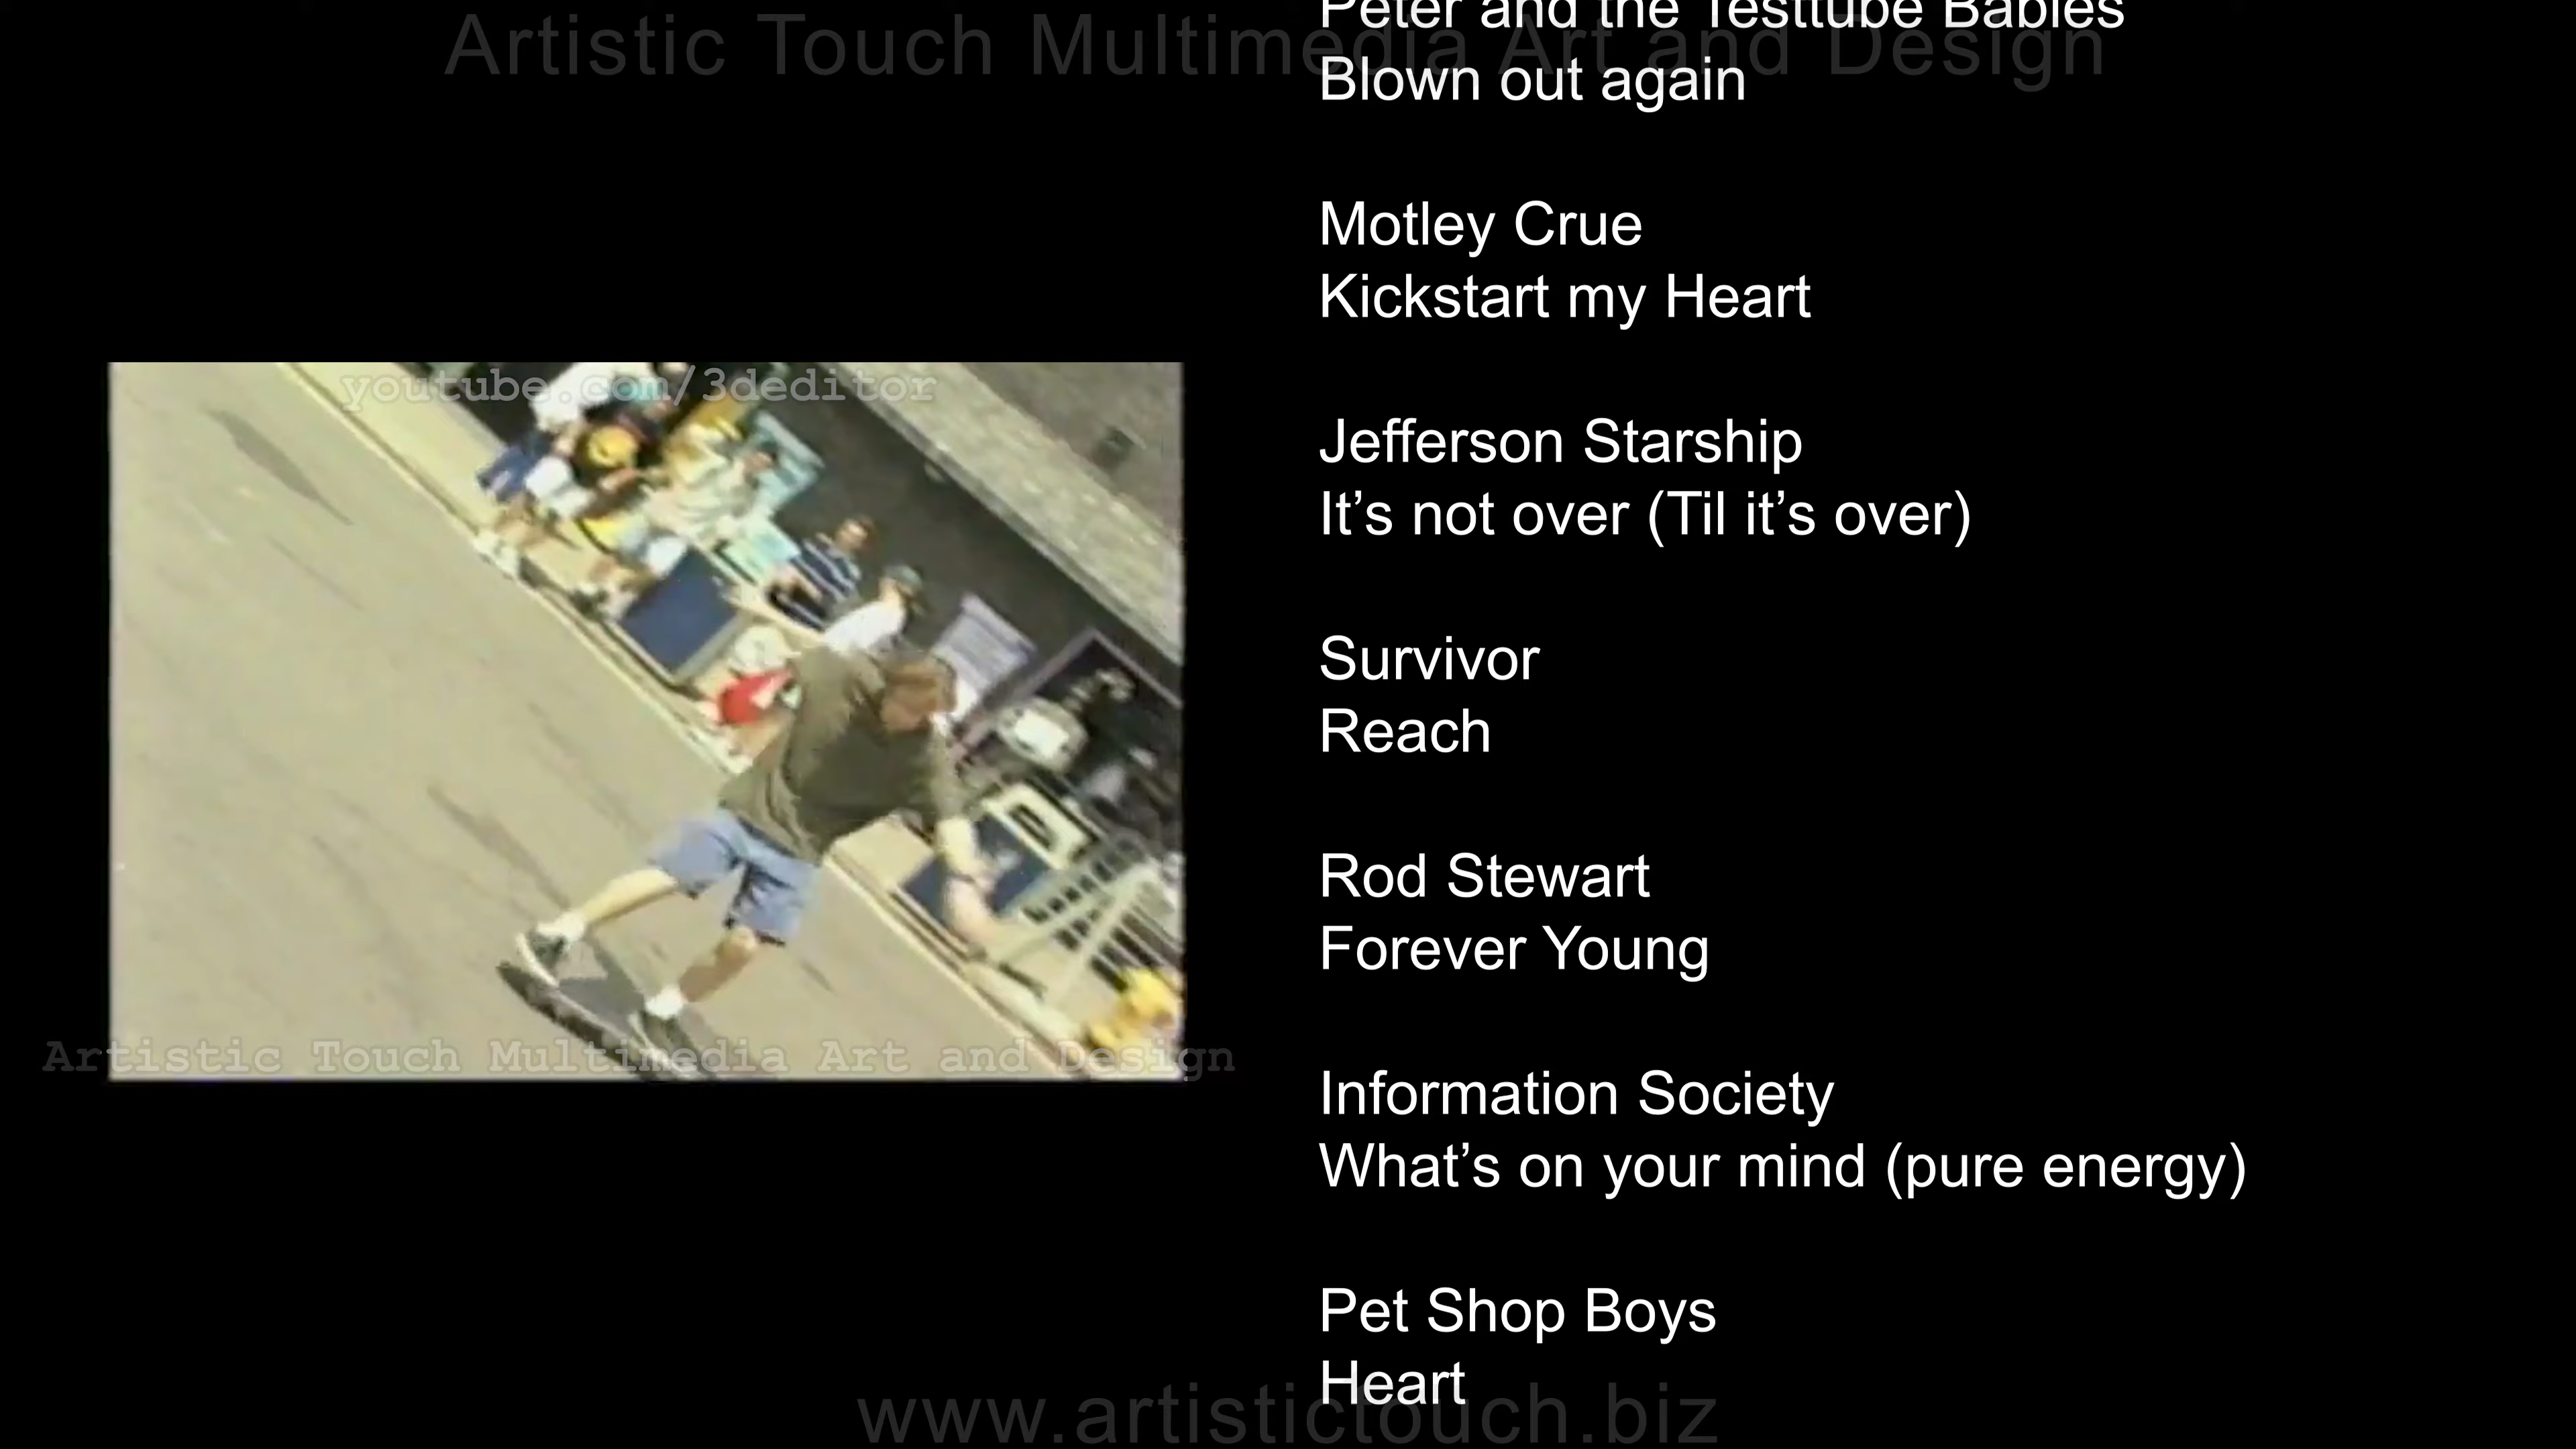 Artistic Touch Multimedia Art and Design
Peter and the Testtube Babies
Blown out again
Motley Crue
Kickstart my Heart
youtube.com/3deditor
Jefferson Starship
It’s not over (Til it’s over)
Survivor
Reach
Rod Stewart
Forever Young
Artistic Touch Multimedia Art and Design
Information Society
What’s on your mind (pure energy)
Pet Shop Boys
Heart
www.artistictouch.biz